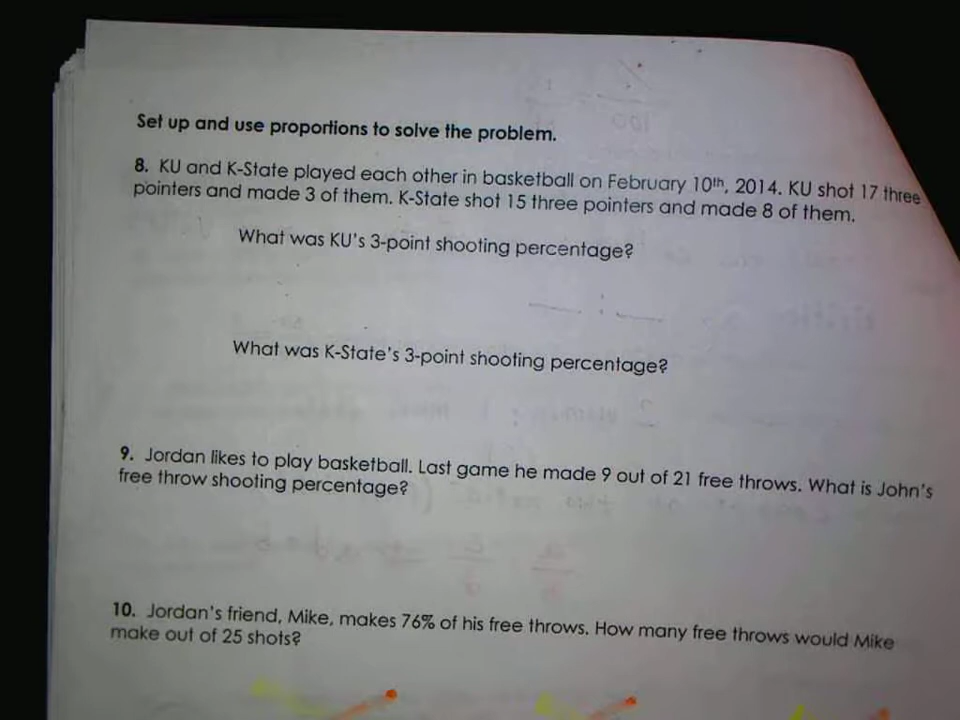 Set up and use proportions to solve the problem.
8. KU and K-State played each other in basketball on February 10th, 2014. KU shot 17 three
pointers and made 3 of them. K-State shot 15 three pointers and made 8 of them.
What was KU's 3-point shooting percentage?
What was K-State's 3-point shooting percentage?
9. Jordan likes to play basketball. Last game he made 9 out of 21 free throws. What is John's
free throw shooting percentage?
10. Jordan's friend, Mike, makes 76% of his free throws. How many free throws would Mike
make out of 25 shots?